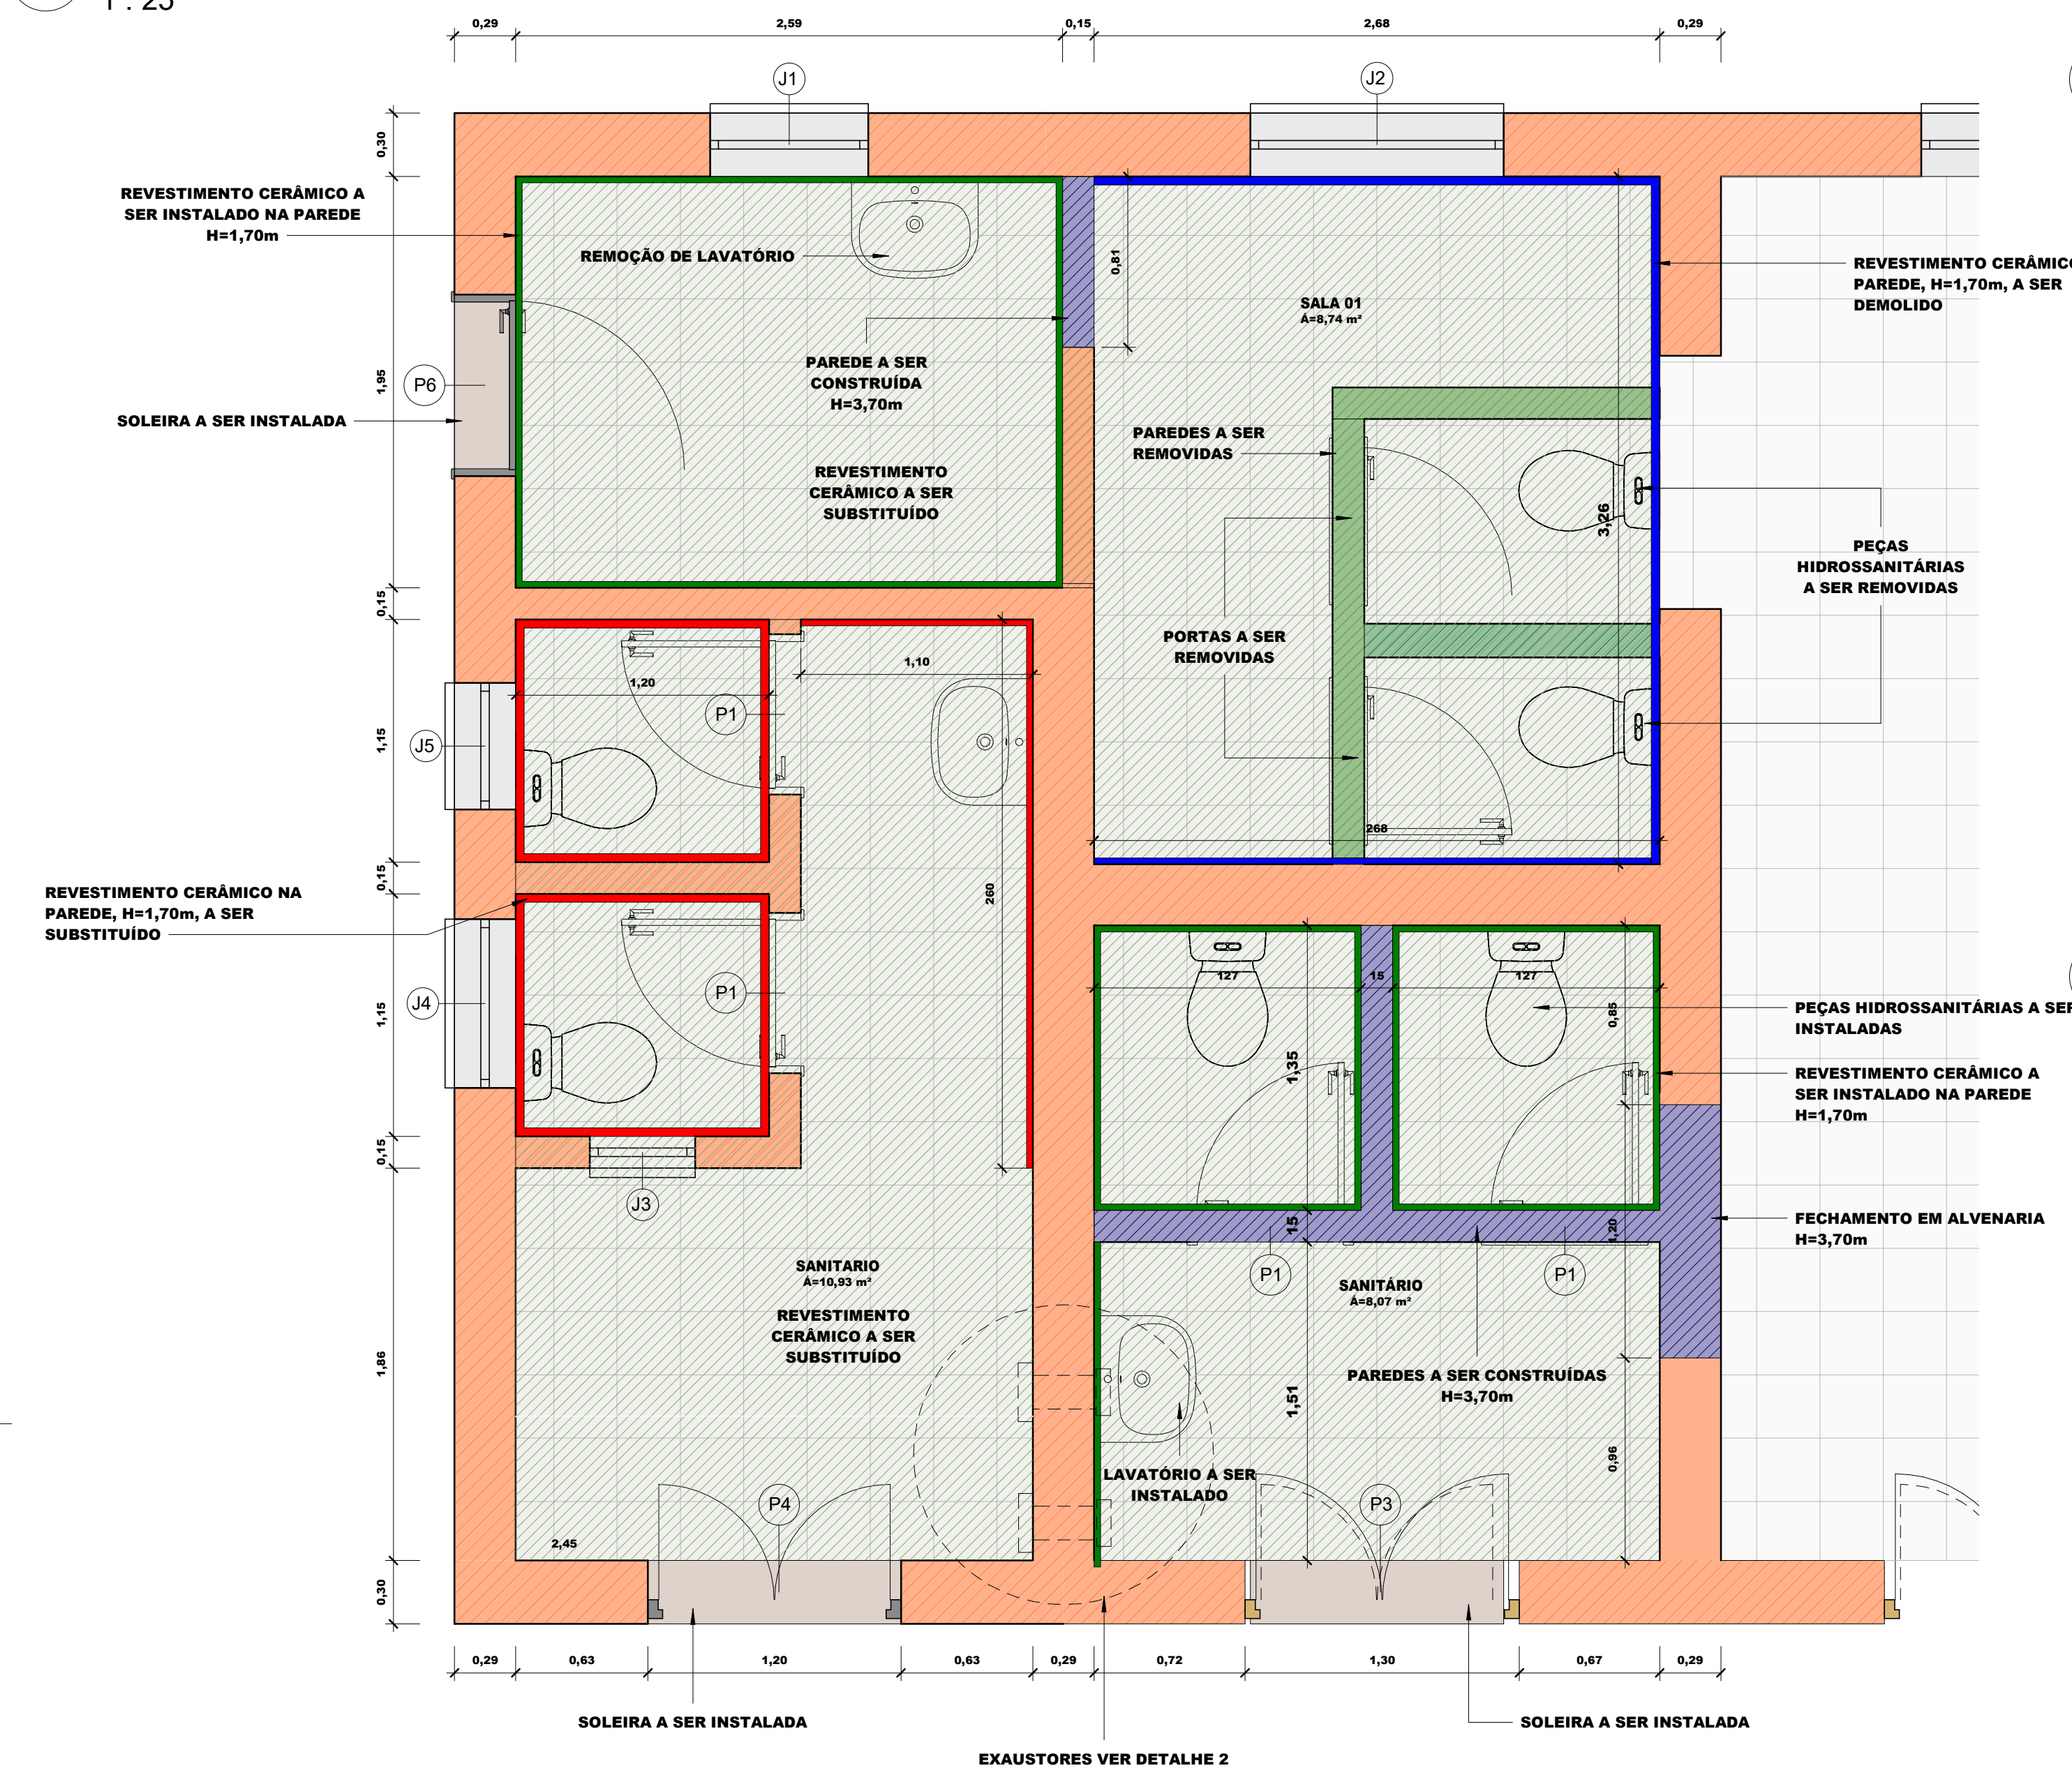 1 : 25
0,29
2,59
0,15
2,68
0,29
J1
J2
0,30
REVESTIMENTO CERÂMICO A
SER INSTALADO NA PAREDE
H=1,70m
REMOÇÃO DE LAVATÓRIO
0,81
SALA 01
Á=8,74 m²
REVESTIMENTO CERÂMICO
PAREDE, H=1,70m, A SER
DEMOLIDO
P6
1,95
SOLEIRA A SER INSTALADA
PAREDE A SER
CONSTRUÍDA
H=3,70m
PAREDES A SER
REMOVIDAS
REVESTIMENTO
CERÂMICO A SER
SUBSTITUÍDO
3,26
PEÇAS
HIDROSSANITÁRIAS
A SER REMOVIDAS
0,15
PORTAS A SER
REMOVIDAS
1,10
1,20
P1
J5
1,15
268
0,15
260
REVESTIMENTO CERÂMICO NA
PAREDE, H=1,70m, A SER
SUBSTITUÍDO
J4
1,15
P1
127
15
127
0,85
1,35
PEÇAS HIDROSSANITÁRIAS A SER
INSTALADAS
REVESTIMENTO CERÂMICO A
SER INSTALADO NA PAREDE
H=1,70m
0,15
J3
15
1,20
FECHAMENTO EM ALVENARIA
H=3,70m
SANITARIO
Á=10,93 m²
REVESTIMENTO
CERÂMICO A SER
SUBSTITUÍDO
P1
P1
SANITÁRIO
Á=8,07 m²
1,86
PAREDES A SER CONSTRUÍDAS
H=3,70m
1,51
0,96
LAVATÓRIO A SER
INSTALADO
P4
P3
2,45
0,30
0,29
0,63
1,20
0,63
0,29
0,72
1,30
0,67
0,29
SOLEIRA A SER INSTALADA
SOLEIRA A SER INSTALADA
EXAUSTORES VER DETALHE 2